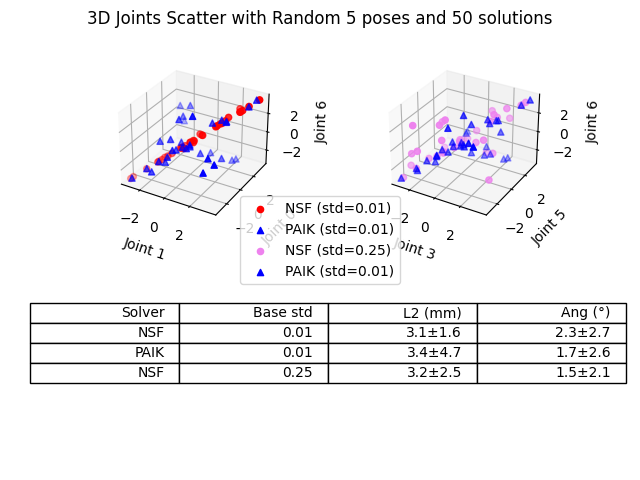 3D Joints Scatter with Random 5 poses and 50 solutions
2
0
−2
Joint 6
−2
0
2
Joint 1
−2
2
2
0
−2
Joint 6
−2
0
2
Joint 3
−2
0
2
Joint 5
NSF (std=0.01)
PAIK (std=0.01)
NSF (std=0.25)
PAIK (std=0.01)
Solver Base std L2 (mm) Ang (°)
NSF 0.01 3.1±1.6 2.3±2.7
PAIK 0.01 3.4±4.7 1.7±2.6
NSF 0.25 3.2±2.5 1.5±2.1